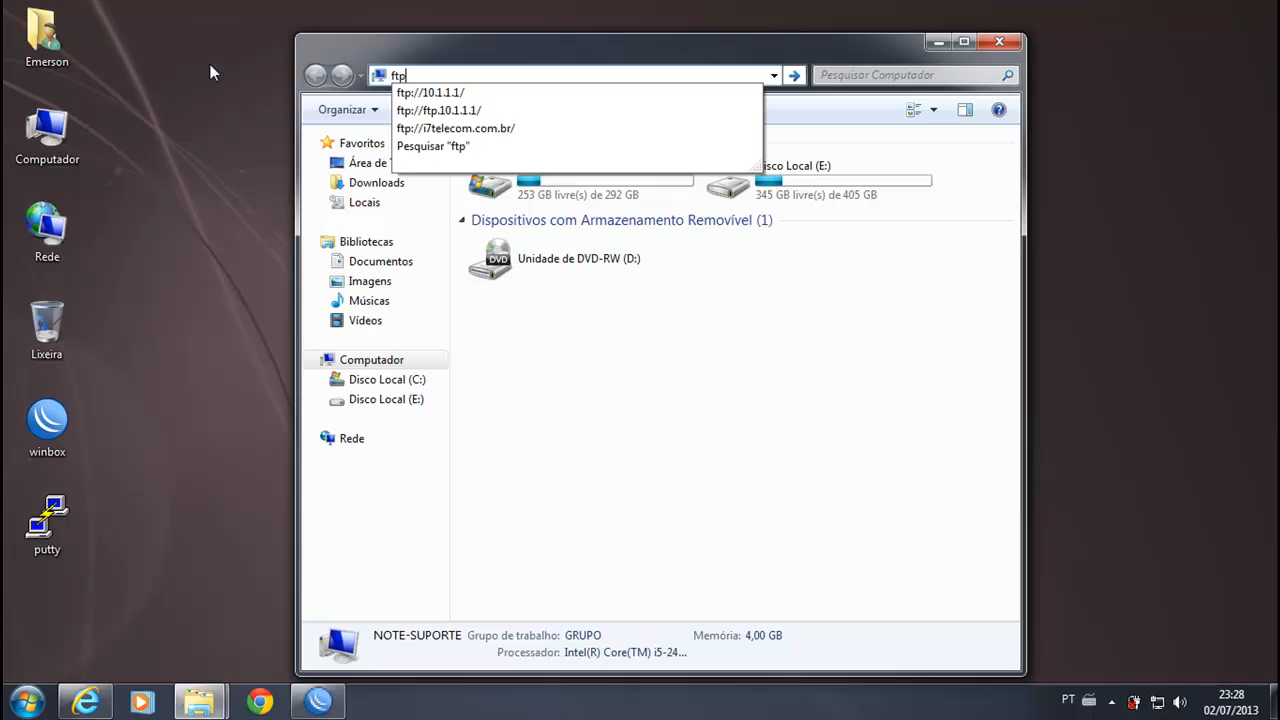 Emerson
Computador
Rede
Lixeira
winbox
putty
ftp
Pesquisar Computador
ftp://10.1.1.1/
ftp://ftp.10.1.1.1/
ftp://i7telecom.com.br/
Pesquisar "ftp"
Organizar
Favoritos
Área de
Downloads
Locais
Bibliotecas
Documentos
Imagens
Músicas
Vídeos
Computador
Disco Local (C:)
Disco Local (E:)
Rede
isco Local (E:)
253 GB livre(s) de 292 GB
345 GB livre(s) de 405 GB
Dispositivos com Armazenamento Removível (1)
DVD
Unidade de DVD-RW (D:)
NOTE-SUPORTE Grupo de trabalho: GRUPO Memória: 4,00 GB
Processador: Intel(R) Core(TM) i5-24...
PT
23:28
02/07/2013